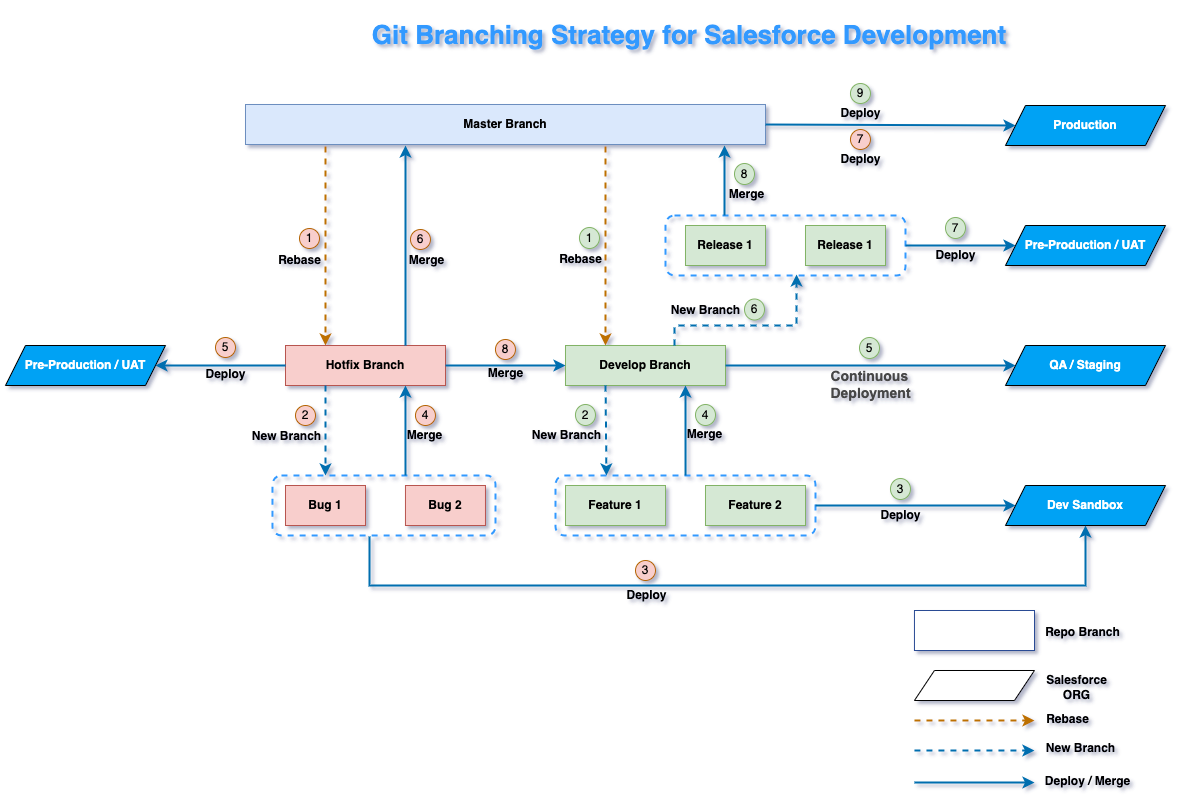 Git Branching Strategy for Salesforce Development
9
Deploy
Master Branch
Production
7
Deploy
8
Merge
1
Rebase
6
Merge
1
Rebase
Release 1
Release 1
7
Deploy
Pre-Production / UAT
New Branch 6
Pre-Production / UAT
5
Deploy
Hotfix Branch
8
Merge
Develop Branch
5
Continuous
Deployment
QA / Staging
2
New Branch
4
Merge
2
New Branch
4
Merge
Bug 1
Bug 2
Feature 1
Feature 2
3
Deploy
Dev Sandbox
3
Deploy
Repo Branch
Salesforce
ORG
Rebase
New Branch
Deploy / Merge